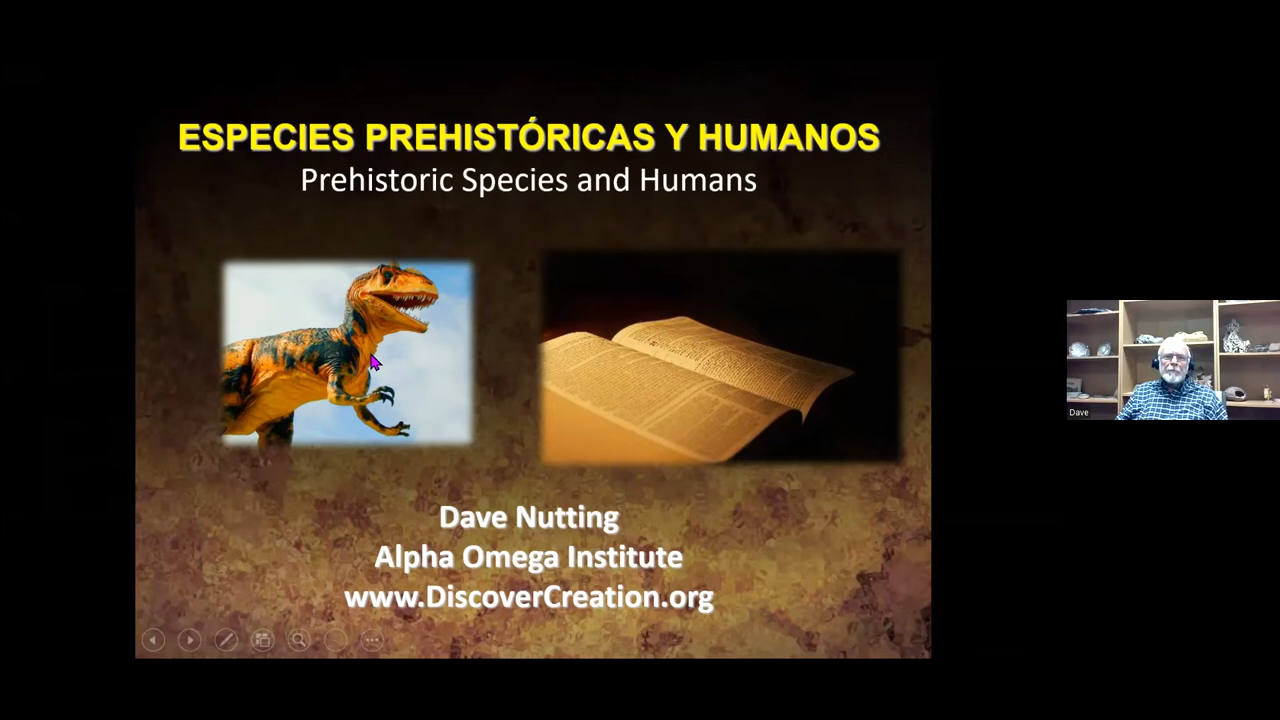 ESPECIES PREHISTÓRICAS Y HUMANOS
Prehistoric Species and Humans
Dave Nutting
Alpha Omega Institute
www.DiscoverCreation.org
Dave